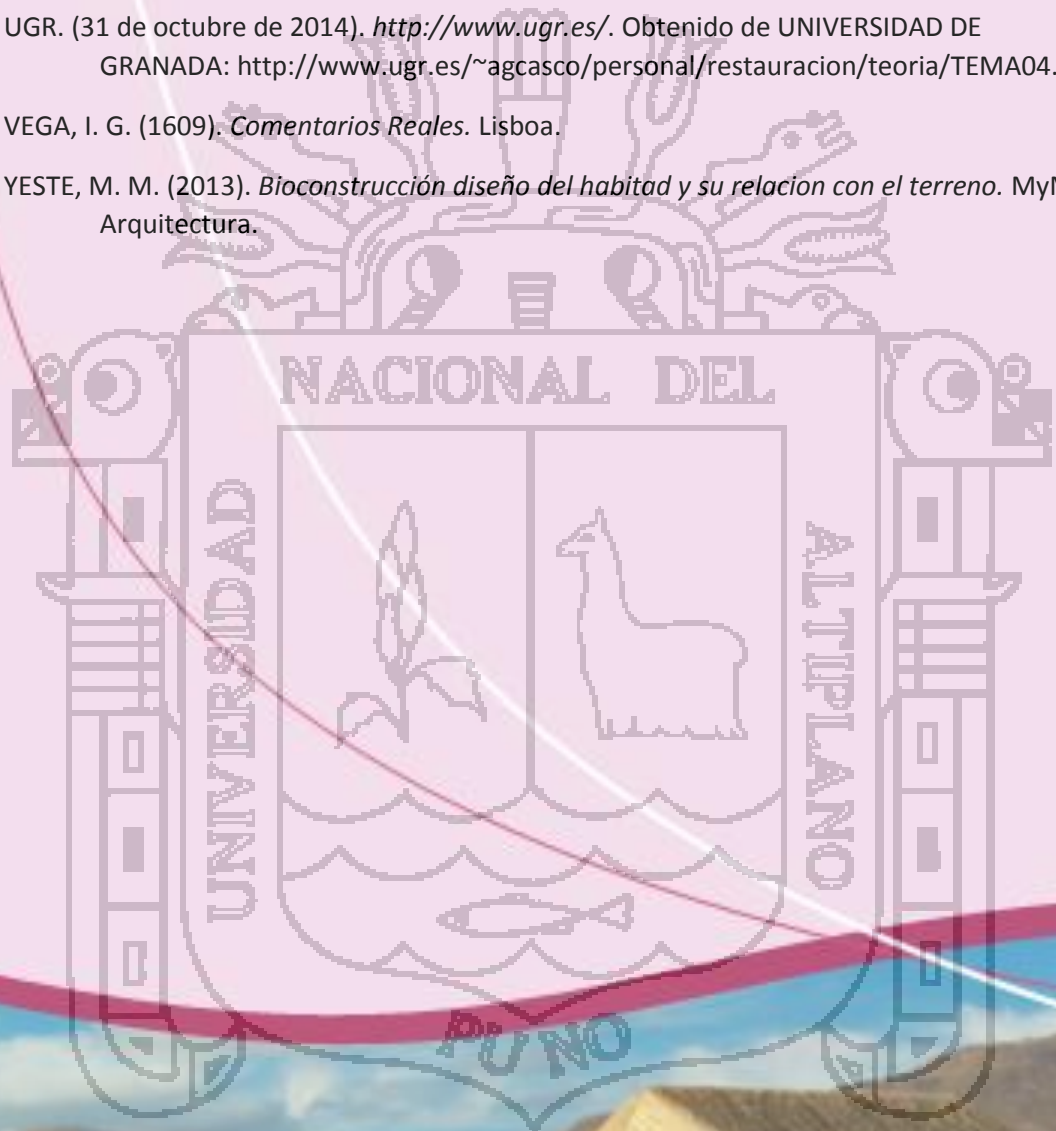 UGR. (31 de octubre de 2014). http://www.ugr.es/. Obtenido de UNIVERSIDAD DE
GRANADA: http://www.ugr.es/~agcasco/personal/restauracion/teoria/TEMA04.
VEGA, I. G. (1609). Comentarios Reales. Lisboa.
YESTE, M. M. (2013). Bioconstrucción diseño del habitad y su relacion con el terreno.
Arquitectura.
NACIONAL DEL
UNIVERSIDAD
ALTIPLANO
PUNO